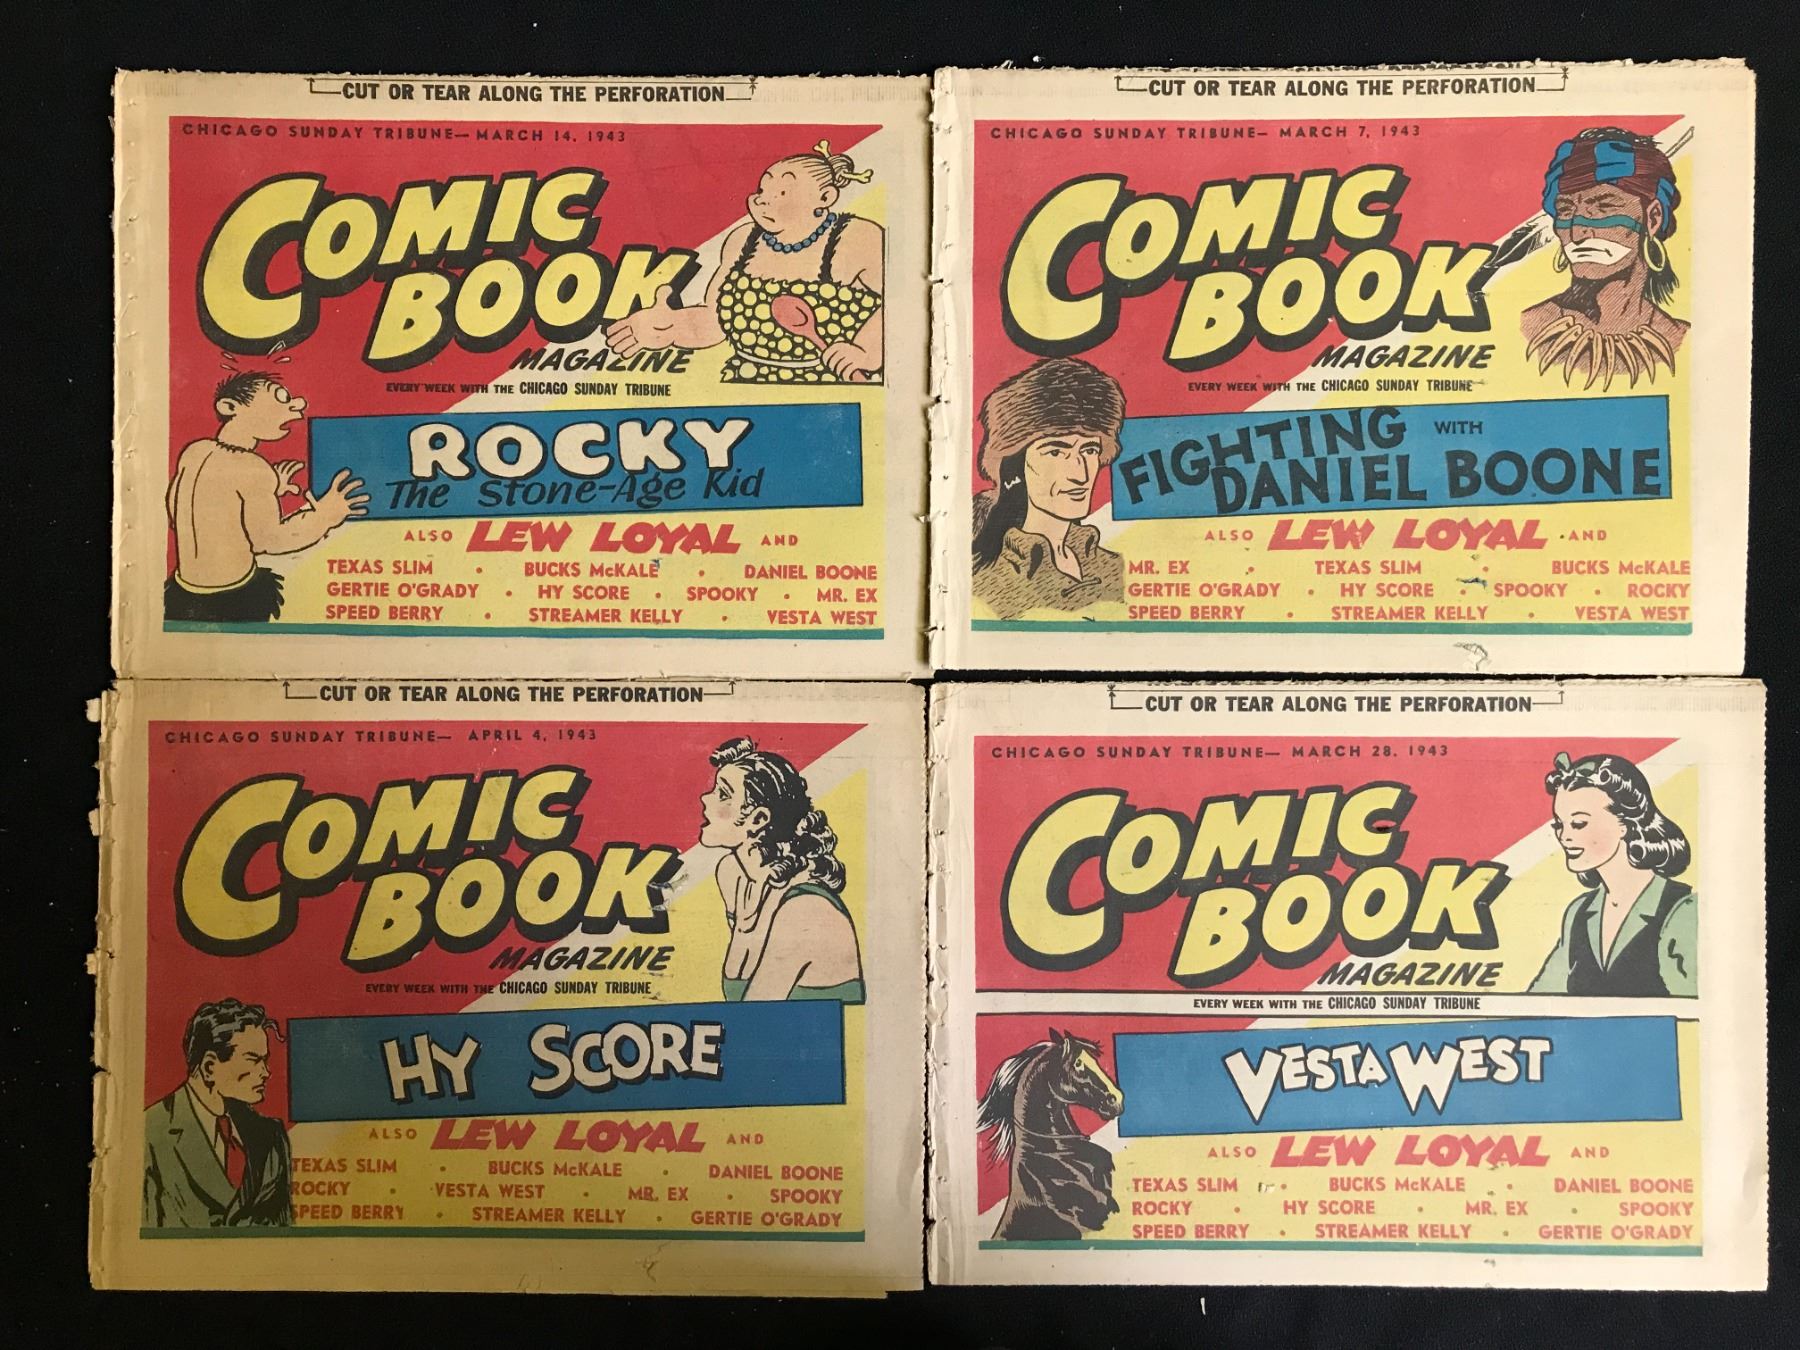 CUT OR TEAR ALONG THE PERFORATION
CHICAGO SUNDAY TRIBUNE— MARCH 14, 1943
COMIC
BOOK
MAGAZINE
EVERY WEEK WITH THE CHICAGO SUNDAY TRIBUNE
ROCKY
The Stone-Age Kid
ALSO LEW LOYAL AND
TEXAS SLIM • BUCKS McKALE • DANIEL BOONE
GERTIE O'GRADY • HY SCORE • SPOOKY • MR. EX
SPEED BERRY • STREAMER KELLY • VESTA WEST
CUT OR TEAR ALONG THE PERFORATION
CHICAGO SUNDAY TRIBUNE— MARCH 7, 1943
COMIC
BOOK
MAGAZINE
EVERY WEEK WITH THE CHICAGO SUNDAY TRIBUNE
FIGHTING WITH
DANIEL BOONE
ALSO LEW LOYAL AND
MR. EX • TEXAS SLIM • BUCKS McKALE
GERTIE O'GRADY • HY SCORE • SPOOKY • ROCKY
SPEED BERRY • STREAMER KELLY • VESTA WEST
CUT OR TEAR ALONG THE PERFORATION
CHICAGO SUNDAY TRIBUNE— APRIL 4, 1943
COMIC
BOOK
MAGAZINE
EVERY WEEK WITH THE CHICAGO SUNDAY TRIBUNE
HY SCORE
ALSO LEW LOYAL AND
TEXAS SLIM • BUCKS McKALE • DANIEL BOONE
ROCKY • VESTA WEST • MR. EX • SPOOKY
SPEED BERRY • STREAMER KELLY • GERTIE O'GRADY
CUT OR TEAR ALONG THE PERFORATION
CHICAGO SUNDAY TRIBUNE— MARCH 28. 1943
COMIC
BOOK
MAGAZINE
EVERY WEEK WITH THE CHICAGO SUNDAY TRIBUNE
VESTA WEST
ALSO LEW LOYAL AND
TEXAS SLIM • BUCKS McKALE • DANIEL BOONE
ROCKY • HY SCORE • MR. EX • SPOOKY
SPEED BERRY • STREAMER KELLY • GERTIE O'GRADY